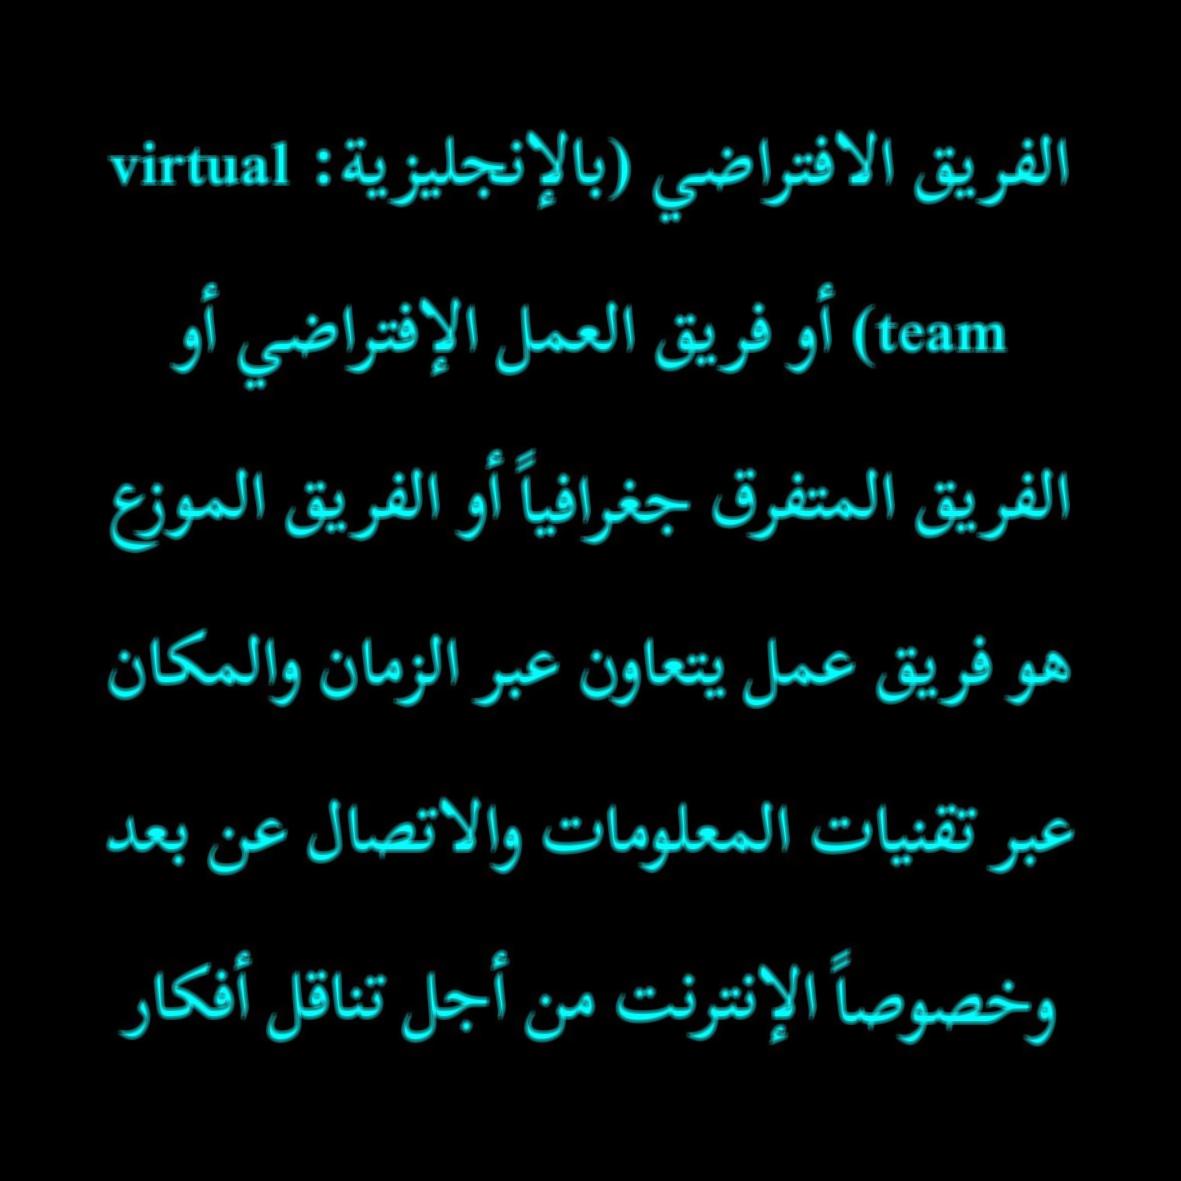 الفريق الافتراضي (بالإنجليزية: virtual
team) أو فريق العمل الإفتراضي أو
الفريق المتفرق جغرافياً أو الفريق الموزع
هو فريق عمل يتعاون عبر الزمان والمكان
عبر تقنيات المعلومات والاتصال عن بعد
وخصوصاً الإنترنت من أجل تناقل أفكار